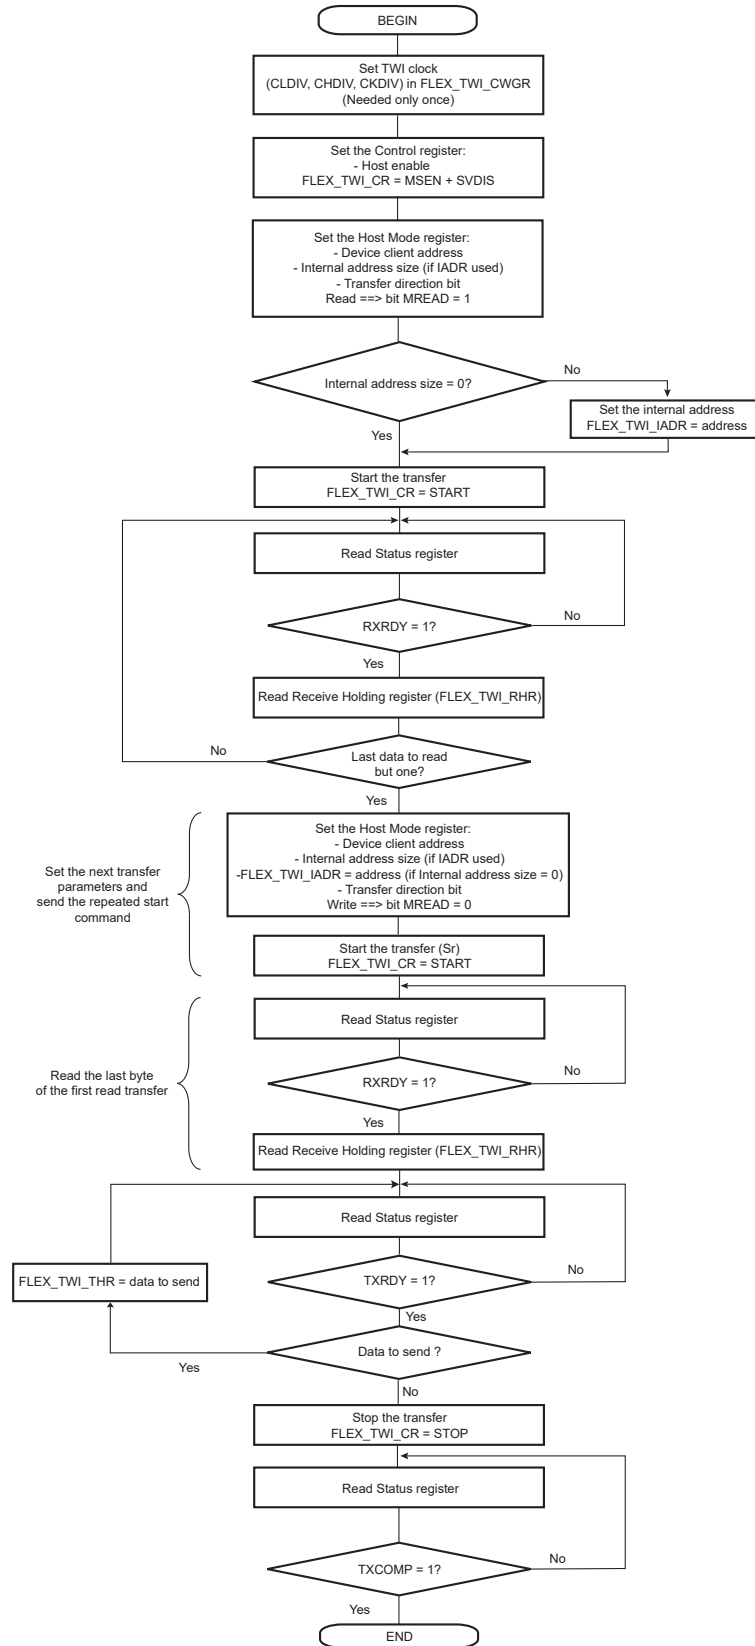 BEGIN
Set TWI clock
(CLDIV, CHDIV, CKDIV) in FLEX_TWI_CWGR
(Needed only once)
Set the Control register:
- Host enable
FLEX_TWI_CR = MSEN + SVDIS
Set the Host Mode register:
- Device client address
- Internal address size (if IADR used)
- Transfer direction bit
Read ==> bit MREAD = 1
Internal address size = 0?
No
Set the internal address
FLEX_TWI_IADR = address
Yes
Start the transfer
FLEX_TWI_CR = START
Read Status register
RXRDY = 1?
No
Yes
Read Receive Holding register (FLEX_TWI_RHR)
No
Last data to read
but one?
Yes
Set the next transfer
parameters and
send the repeated start
command
Set the Host Mode register:
- Device client address
- Internal address size (if IADR used)
-FLEX_TWI_IADR = address (if Internal address size = 0)
- Transfer direction bit
Write ==> bit MREAD = 0
Start the transfer (Sr)
FLEX_TWI_CR = START
Read the last byte
of the first read transfer
Read Status register
RXRDY = 1?
No
Yes
Read Receive Holding register (FLEX_TWI_RHR)
Read Status register
FLEX_TWI_THR = data to send
TXRDY = 1?
No
Yes
Data to send ?
Yes
No
Stop the transfer
FLEX_TWI_CR = STOP
Read Status register
TXCOMP = 1?
No
Yes
END